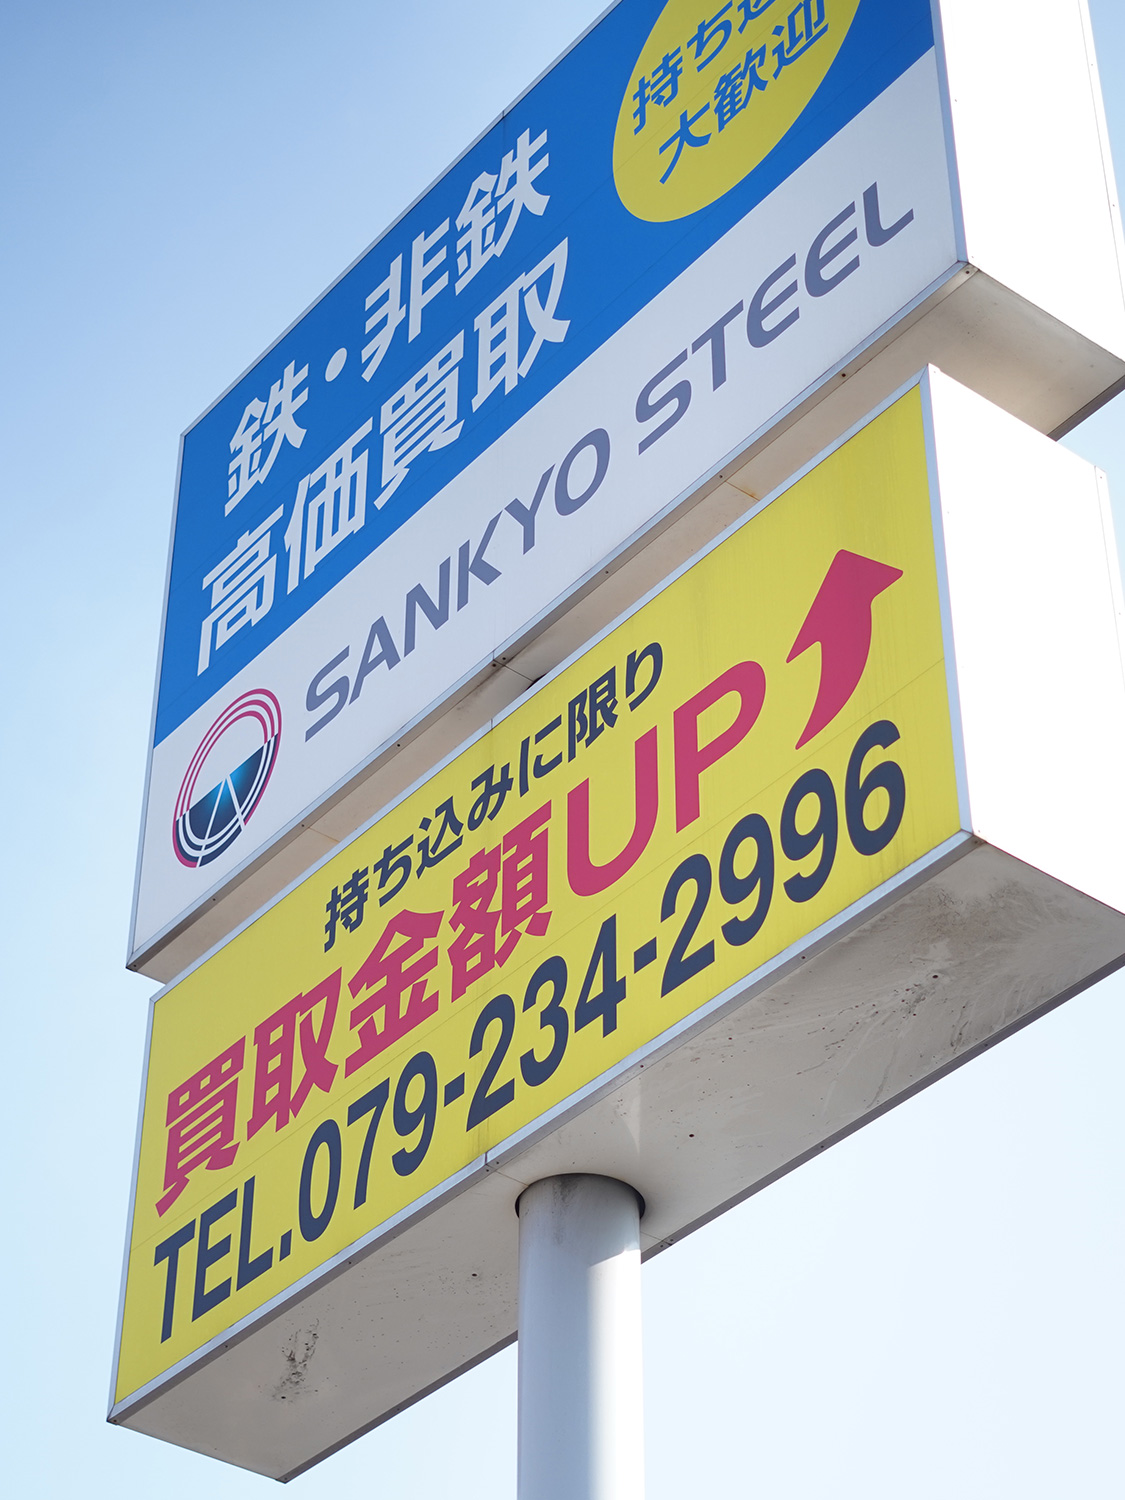 持ち込
大歓迎
鉄・非鉄
高価買取
SANKYO STEEL
持ち込みに限り
買取金額UP
TEL.079-234-2996